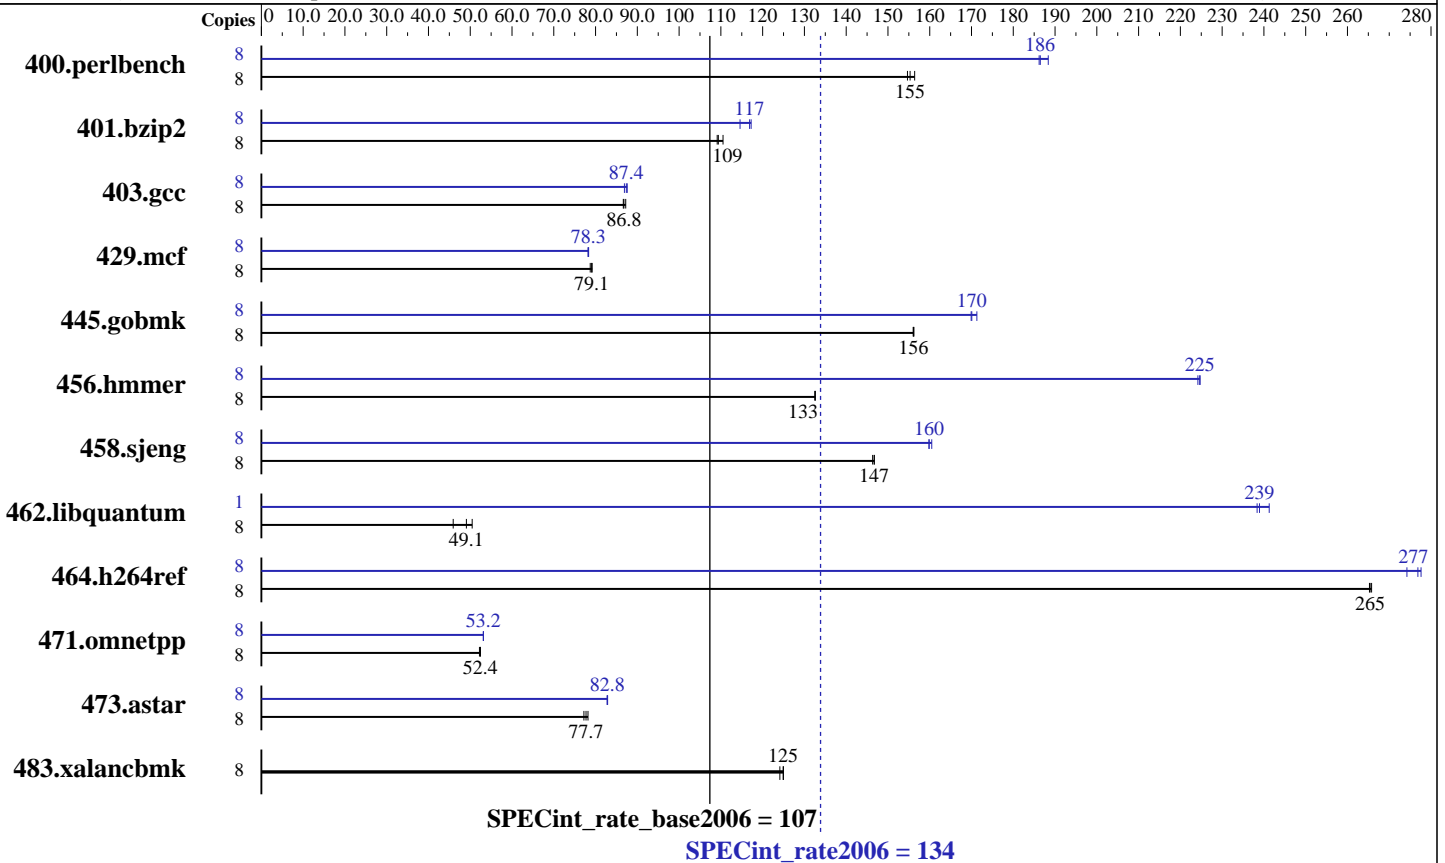 Copies 0 10.0 20.0 30.0 40.0 50.0 60.0 70.0 80.0 90.0 100 110 120 130 140 150 160 170 180 190 200 210 220 230 240 250 260 280
400.perlbench 8 186
8 155
401.bzip2 8 117
8 109
403.gcc 8 87.4
8 86.8
429.mcf 8 78.3
8 79.1
445.gobmk 8 170
8 156
456.hmmer 8 225
8 133
458.sjeng 8 160
8 147
462.libquantum 1 239
8 49.1
464.h264ref 8 277
8 265
471.omnetpp 8 53.2
8 52.4
473.astar 8 82.8
8 77.7
483.xalancbmk 8 125
SPECint_rate_base2006 = 107
SPECint_rate2006 = 134